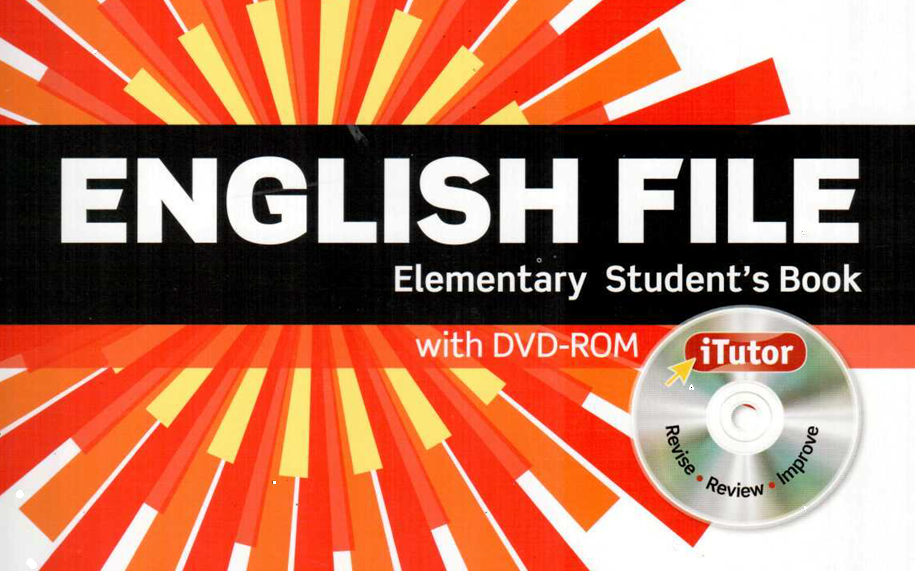 ENGLISH FILE
Elementary Student's Book
with DVD-ROM
iTutor
Revise • Review • Improve